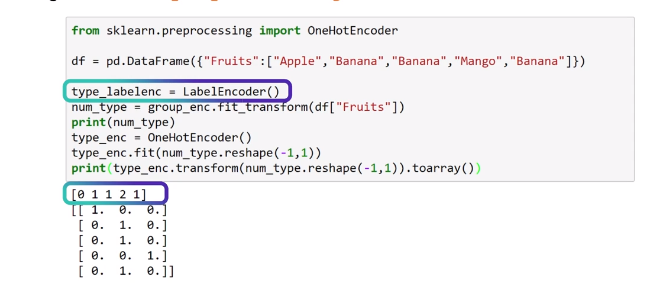 from sklearn.preprocessing import OneHotEncoder
df = pd.DataFrame({"Fruits":["Apple","Banana","Banana","Mango","Banana"]})
type_labelenc = LabelEncoder()
num_type = group_enc.fit_transform(df["Fruits"])
print(num_type)
type_enc = OneHotEncoder()
type_enc.fit(num_type.reshape(-1,1))
print(type_enc.transform(num_type.reshape(-1,1)).toarray())
[0 1 1 2 1]
[[ 1. 0. 0.]
[ 0. 1. 0.]
[ 0. 1. 0.]
[ 0. 0. 1.]
[ 0. 1. 0.]]